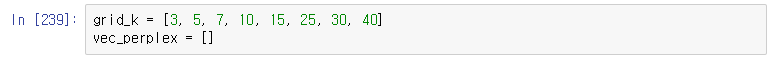 In [239]: grid_k = [3, 5, 7, 10, 15, 25, 30, 40]
vec_perplex = []